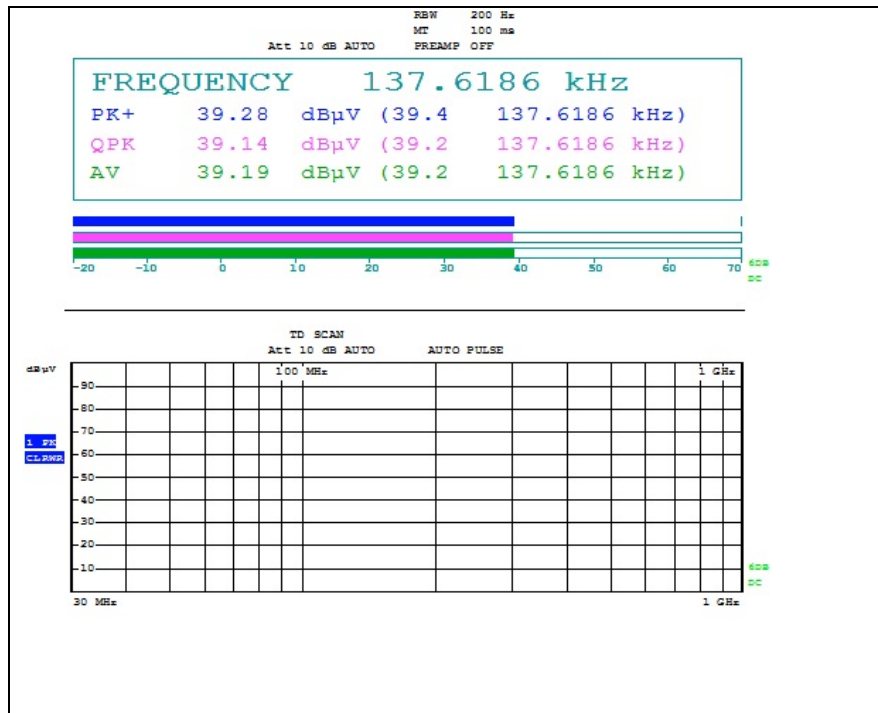 RBW 200 Hz
MT 100 ms
Att 10 dB AUTO PREAMP OFF
FREQUENCY 137.6186 kHz
PK+ 39.28 dBµV (39.4 137.6186 kHz)
QPK 39.14 dBµV (39.2 137.6186 kHz)
AV 39.19 dBµV (39.2 137.6186 kHz)
-20 -10 0 10 20 30 40 50 60 70 6DB
DC
TD SCAN
Att 10 dB AUTO AUTO PULSE
dBµV 100 MHz 1 GHz
90
80
70
1 PK
60
CLRWR
50
40
30
20
10 6DB
DC
30 MHz 1 GHz